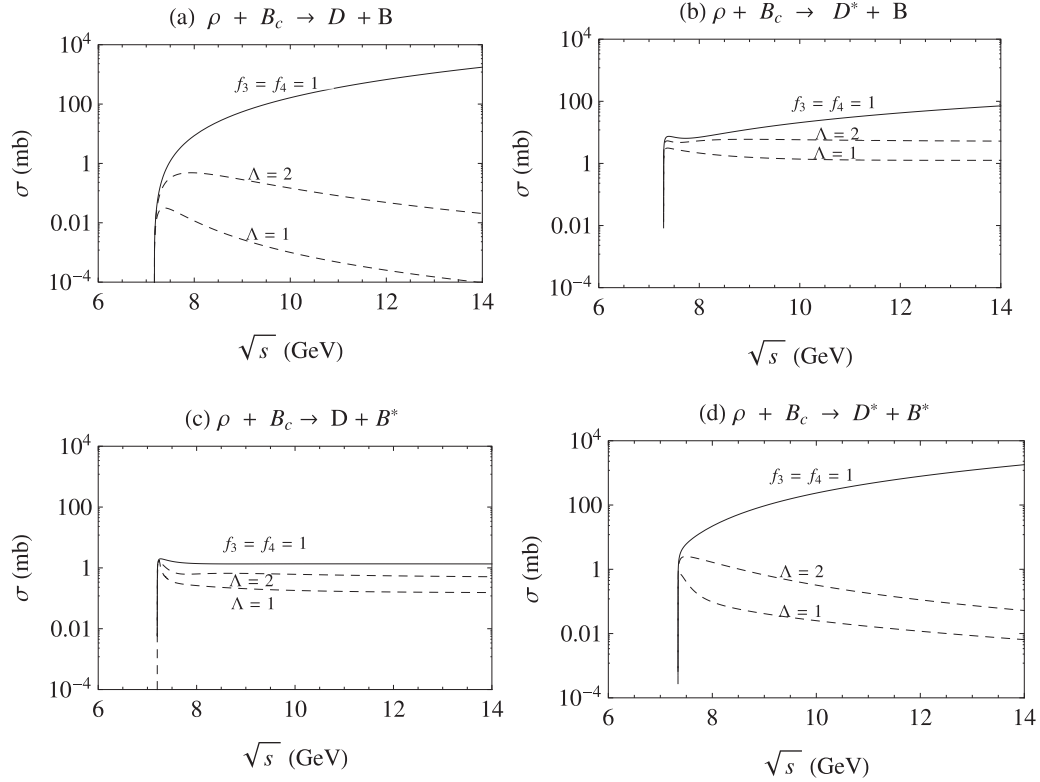 (a) ρ + B_c → D + B
10^4
100
1
0.01
10^−4
σ (mb)
f_3 = f_4 = 1
Λ = 2
Λ = 1
6 8 10 12 14
√s (GeV)
(b) ρ + B_c → D* + B
10^4
100
1
0.01
10^−4
σ (mb)
f_3 = f_4 = 1
Λ = 2
Λ = 1
6 8 10 12 14
√s (GeV)
(c) ρ + B_c → D + B*
10^4
100
1
0.01
10^−4
σ (mb)
f_3 = f_4 = 1
Λ = 2
Λ = 1
6 8 10 12 14
√s (GeV)
(d) ρ + B_c → D* + B*
10^4
100
1
0.01
10^−4
σ (mb)
f_3 = f_4 = 1
Λ = 2
Λ = 1
6 8 10 12 14
√s (GeV)